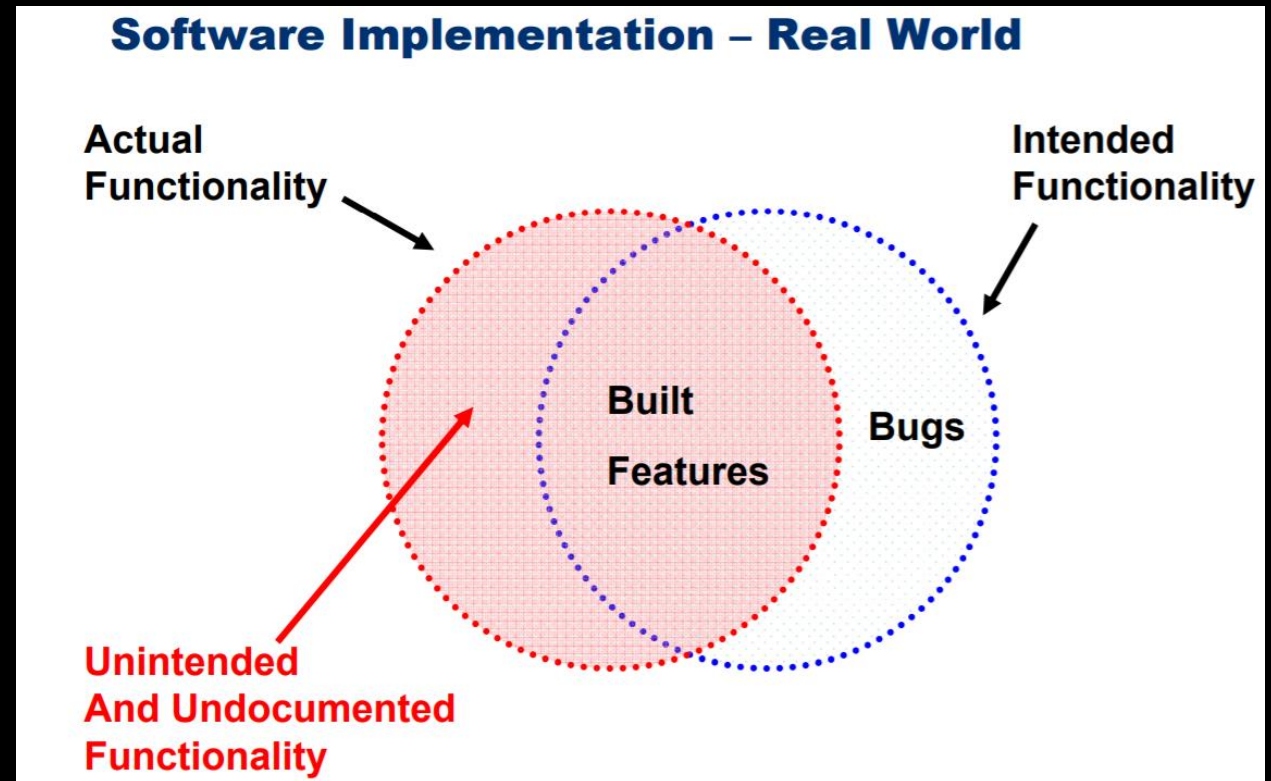 Software Implementation – Real World
Actual
Functionality
Intended
Functionality
Built
Features
Bugs
Unintended
And Undocumented
Functionality